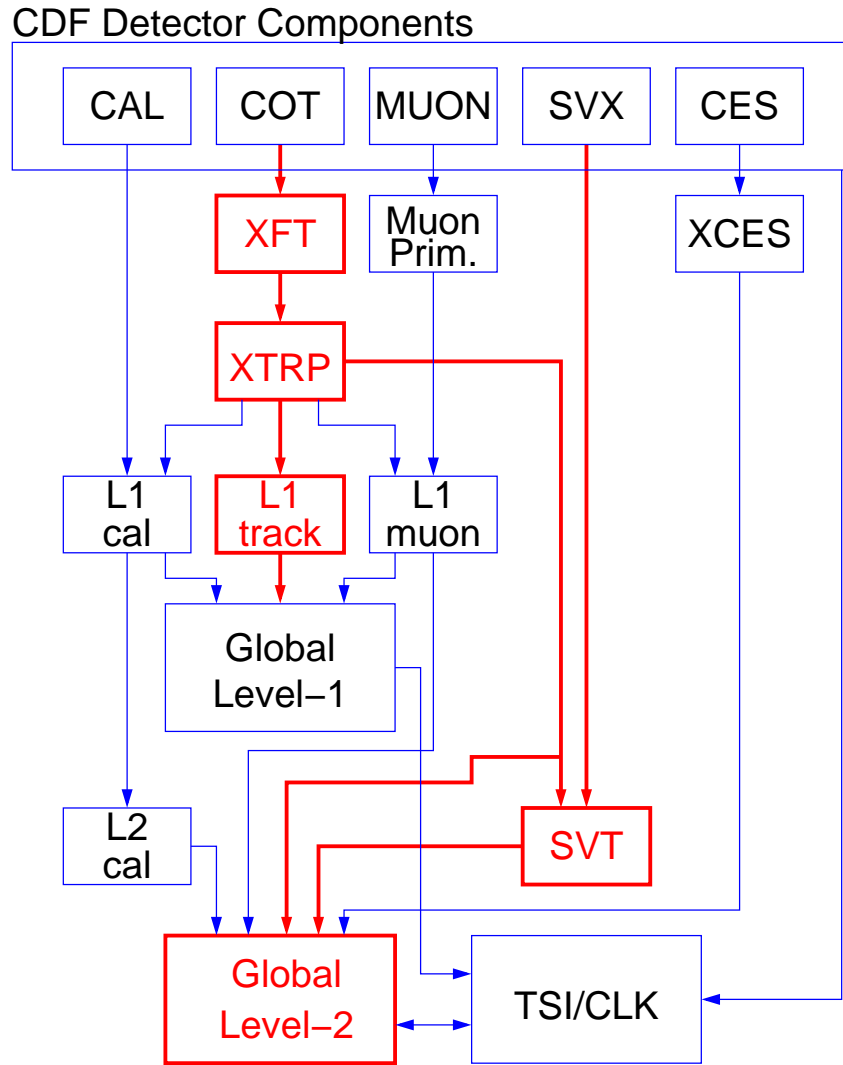 CDF Detector Components
CAL
COT
MUON
SVX
CES
XFT
Muon
Prim.
XCES
XTRP
L1
cal
L1
track
L1
muon
Global
Level−1
L2
cal
SVT
Global
Level−2
TSI/CLK